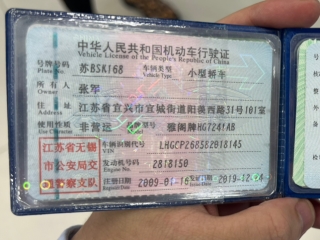 中华人民共和国机动车行驶证
Vehicle License of the People's Republic of China
号牌号码 苏BSK168 车辆类型 小型轿车
Plate No. Vehicle Type
所有人 张军
Owner
住址 江苏省宜兴市宜城街道阳羡西路31号101室
Address
使用性质 非营运 品牌型号 雅阁牌HG7241AB
Use Character Model
江苏省无锡 车辆识别代号 LHGCP268582018145
VIN
市公安局交 发动机号码 2818150
Engine No.
通警察支队 注册日期 2009-01-16 2019-12-
Register Date